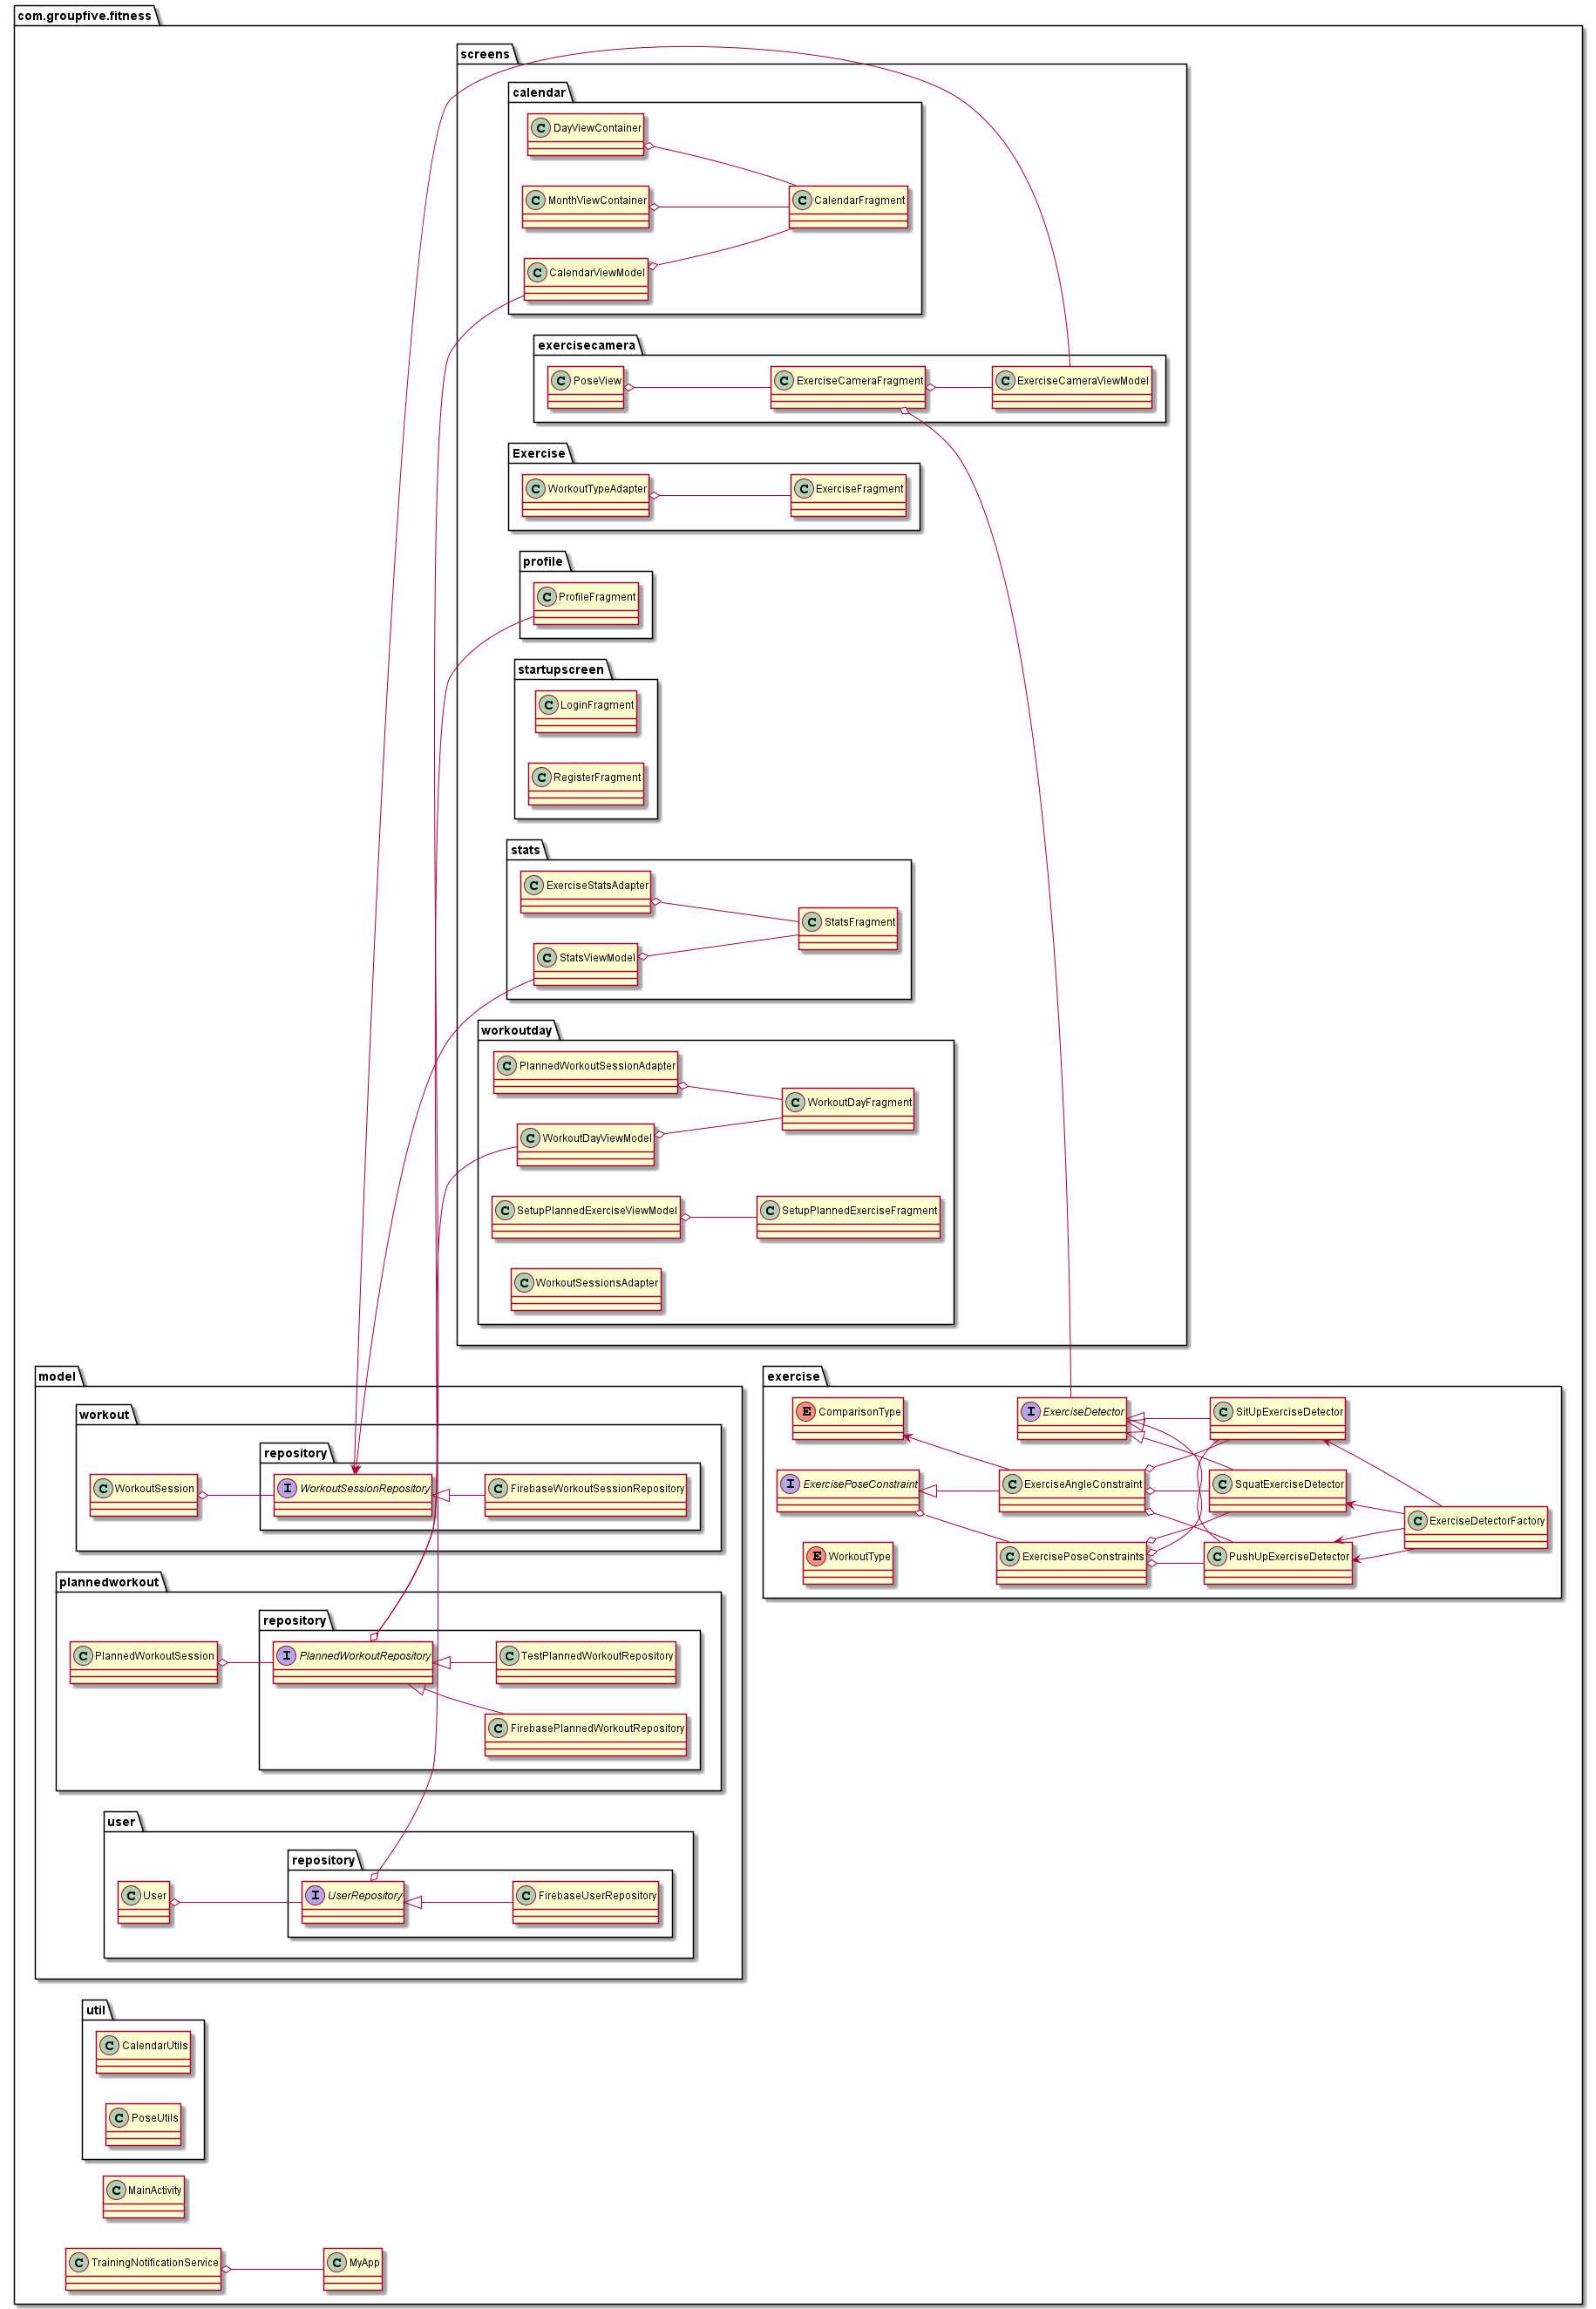 com.groupfive.fitness
screens
calendar
C DayViewContainer
C MonthViewContainer
C CalendarFragment
C CalendarViewModel
exercisecamera
C PoseView
C ExerciseCameraFragment
C ExerciseCameraViewModel
Exercise
C WorkoutTypeAdapter
C ExerciseFragment
profile
C ProfileFragment
startupscreen
C LoginFragment
C RegisterFragment
stats
C ExerciseStatsAdapter
C StatsFragment
C StatsViewModel
workoutday
C PlannedWorkoutSessionAdapter
C WorkoutDayFragment
C WorkoutDayViewModel
C SetupPlannedExerciseViewModel
C SetupPlannedExerciseFragment
C WorkoutSessionsAdapter
model
workout
repository
C WorkoutSession
I WorkoutSessionRepository
C FirebaseWorkoutSessionRepository
plannedworkout
repository
C PlannedWorkoutSession
I PlannedWorkoutRepository
C TestPlannedWorkoutRepository
C FirebasePlannedWorkoutRepository
user
repository
C User
I UserRepository
C FirebaseUserRepository
exercise
E ComparisonType
I ExerciseDetector
C SitUpExerciseDetector
I ExercisePoseConstraint
C ExerciseAngleConstraint
C SquatExerciseDetector
C ExerciseDetectorFactory
E WorkoutType
C ExercisePoseConstraints
C PushUpExerciseDetector
util
C CalendarUtils
C PoseUtils
C MainActivity
C TrainingNotificationService
C MyApp